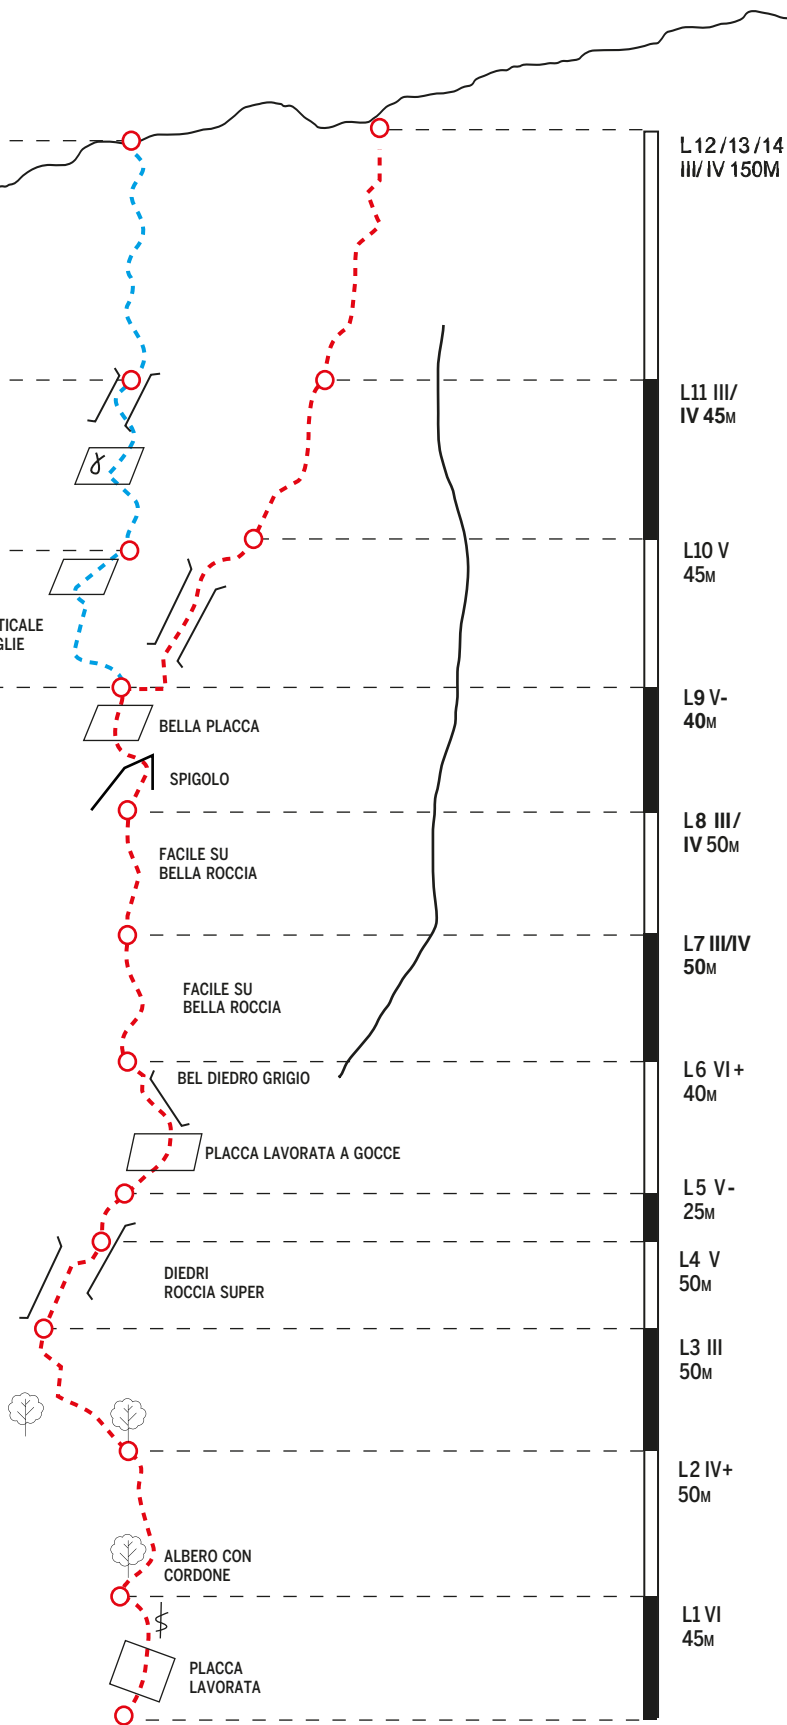 L 12 /13 /14
III/ IV 150M
L11 III/
IV 45M
L10 V
45M
TICALE
GLIE
L9 V-
40M
BELLA PLACCA
SPIGOLO
L8 III/
IV 50M
FACILE SU
BELLA ROCCIA
L7 III/IV
50M
FACILE SU
BELLA ROCCIA
L6 VI+
40M
BEL DIEDRO GRIGIO
PLACCA LAVORATA A GOCCE
L5 V-
25M
L4 V
50M
DIEDRI
ROCCIA SUPER
L3 III
50M
L2 IV+
50M
ALBERO CON
CORDONE
L1 VI
45M
PLACCA
LAVORATA